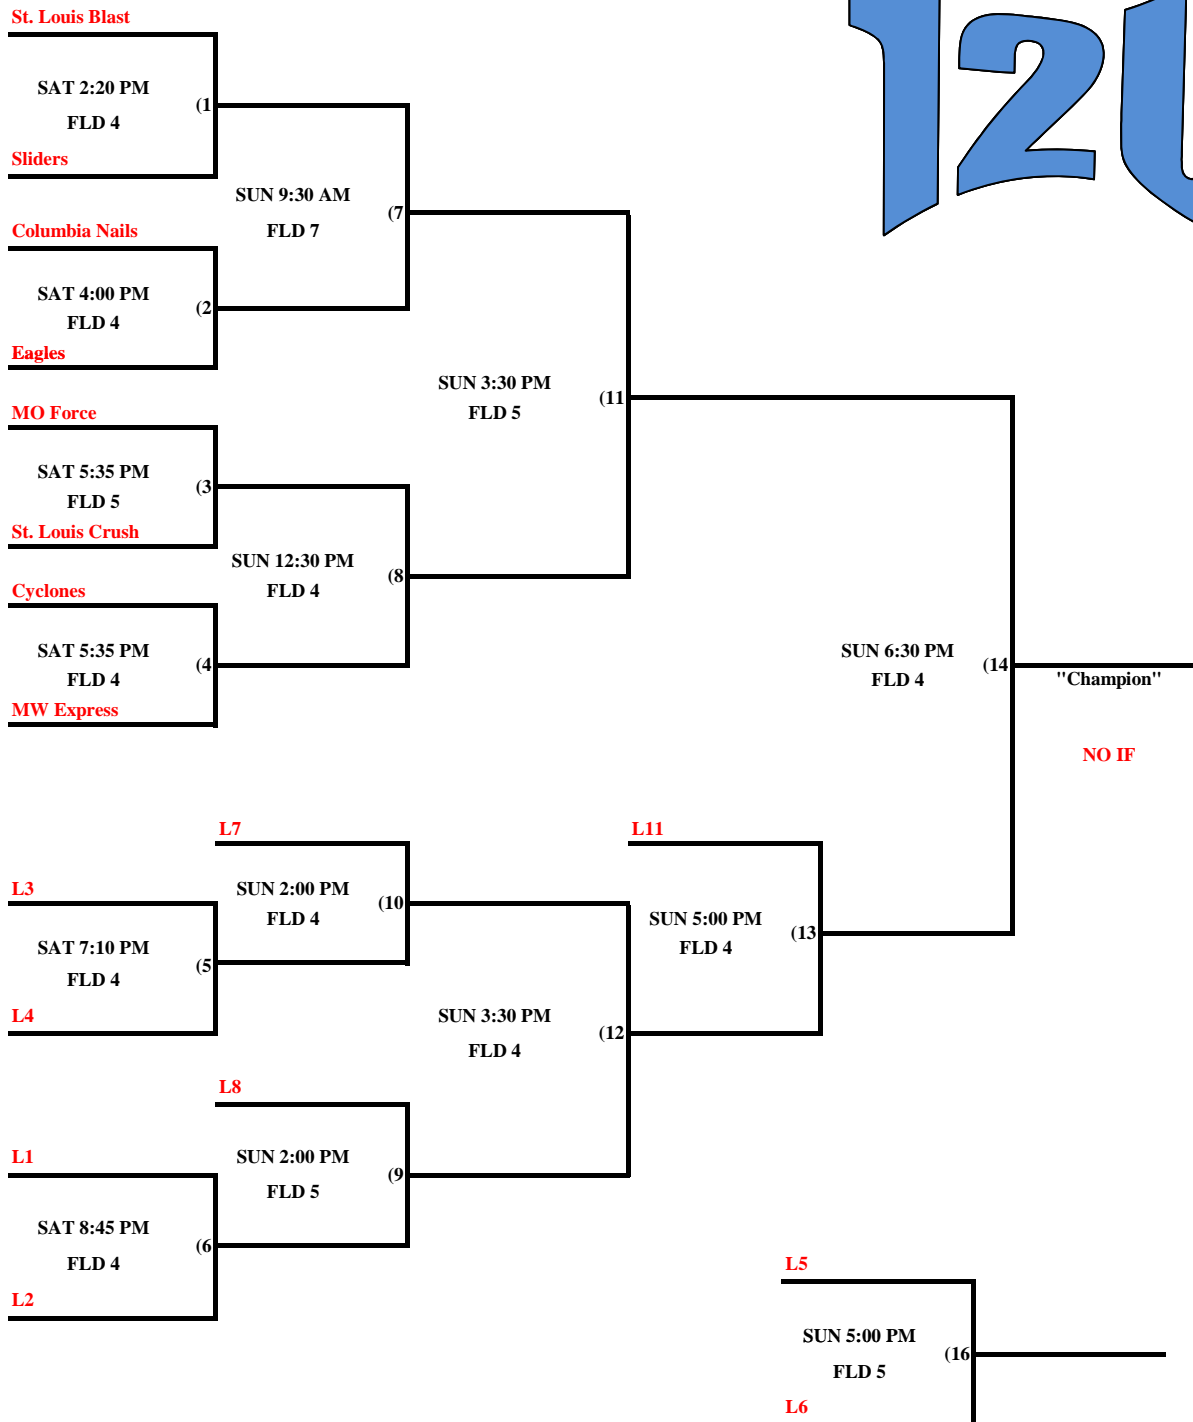 12U
St. Louis Blast
SAT 2:20 PM
FLD 4
(1
Sliders
SUN 9:30 AM
FLD 7
(7
Columbia Nails
SAT 4:00 PM
FLD 4
(2
Eagles
SUN 3:30 PM
FLD 5
(11
MO Force
SAT 5:35 PM
FLD 5
(3
St. Louis Crush
SUN 12:30 PM
FLD 4
(8
Cyclones
SAT 5:35 PM
FLD 4
(4
MW Express
SUN 6:30 PM
FLD 4
(14
"Champion"
NO IF
L7
L11
L3
SUN 2:00 PM
FLD 4
(10
SUN 5:00 PM
FLD 4
(13
SAT 7:10 PM
FLD 4
(5
L4
SUN 3:30 PM
FLD 4
(12
L8
L1
SUN 2:00 PM
FLD 5
(9
SAT 8:45 PM
FLD 4
(6
L2
L5
SUN 5:00 PM
FLD 5
(16
L6